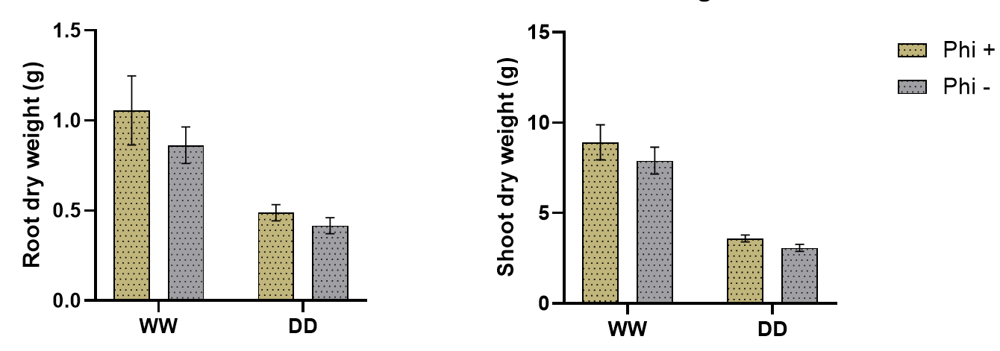 Root dry weight (g)
1.5
1.0
0.5
0.0
WW
DD
Shoot dry weight (g)
15
10
5
0
WW
DD
Phi +
Phi -